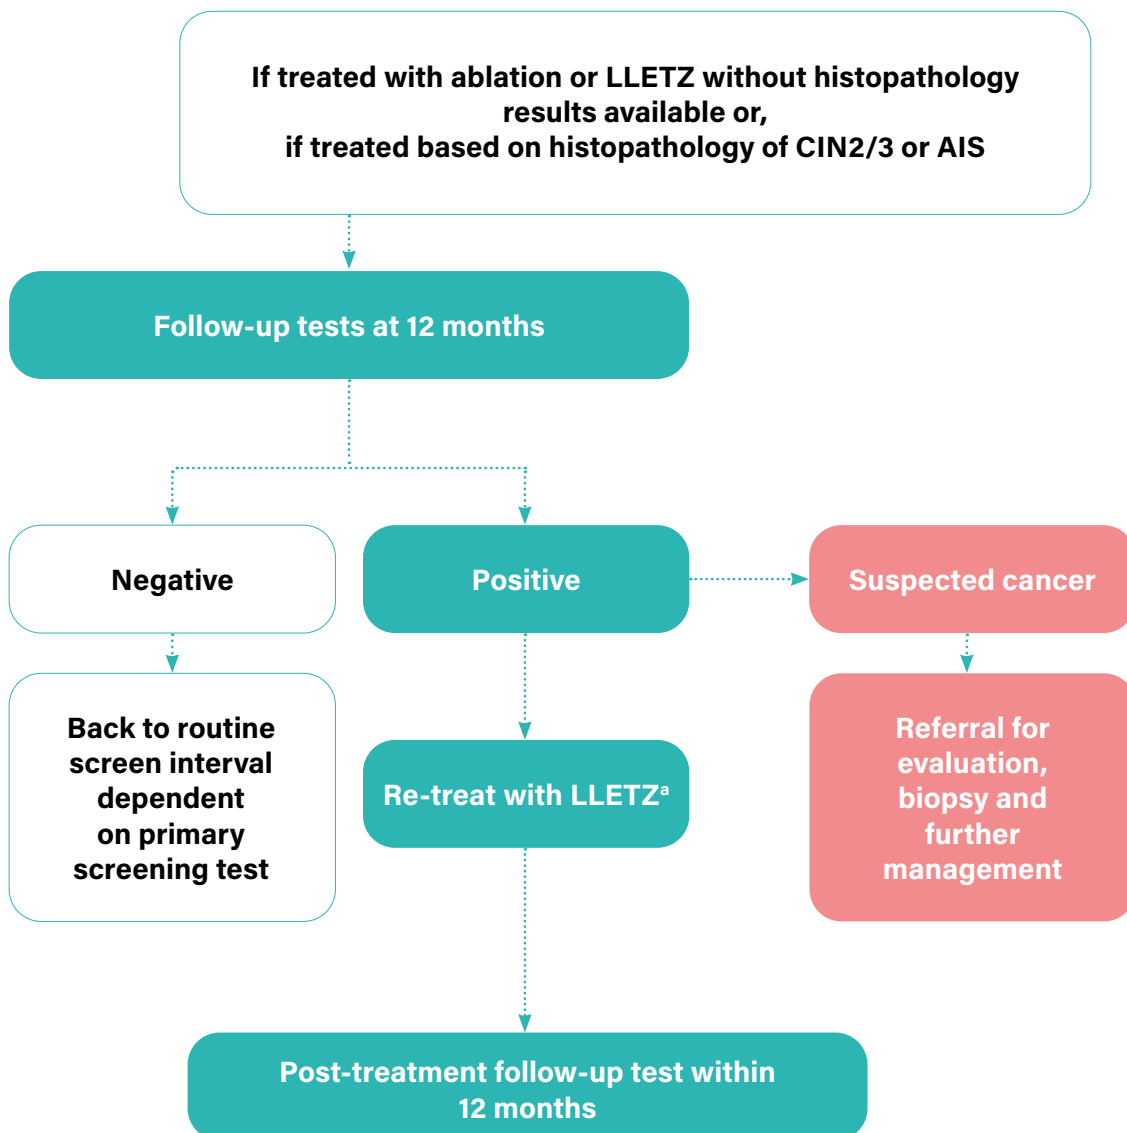 If treated with ablation or LLETZ without histopathology
results available or,
if treated based on histopathology of CIN2/3 or AIS
Follow-up tests at 12 months
Negative
Positive
Suspected cancer
Back to routine
screen interval
dependent
on primary
screening test
Re-treat with LLETZᵃ
Referral for
evaluation,
biopsy and
further
management
Post-treatment follow-up test within
12 months